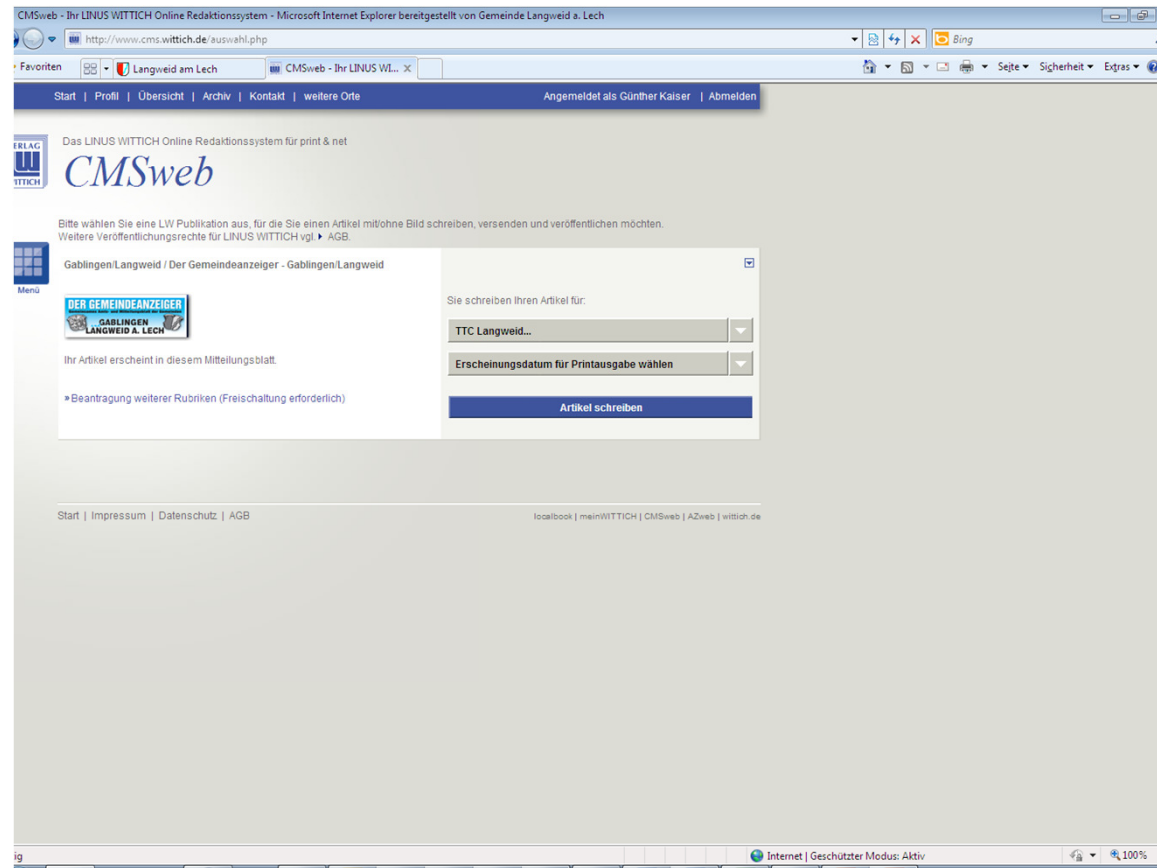 CMSweb - Ihr LINUS WITTICH Online Redaktionssystem - Microsoft Internet Explorer bereitgestellt von Gemeinde Langweid a. Lech
http://www.cms.wittich.de/auswahl.php
Bing
Favoriten
Langweid am Lech
CMSweb - Ihr LINUS WI...
Seite
Sicherheit
Extras
Start | Profil | Übersicht | Archiv | Kontakt | weitere Orte
Angemeldet als Günther Kaiser | Abmelden
ERLAG
ITTICH
Das LINUS WITTICH Online Redaktionssystem für print & net
CMSweb
Bitte wählen Sie eine LW Publikation aus, für die Sie einen Artikel mit/ohne Bild schreiben, versenden und veröffentlichen möchten.
Weitere Veröffentlichungsrechte für LINUS WITTICH vgl. AGB.
Menü
Gablingen/Langweid / Der Gemeindeanzeiger - Gablingen/Langweid
DER GEMEINDEANZEIGER
GABLINGEN
LANGWEID A. LECH
Ihr Artikel erscheint in diesem Mitteilungsblatt.
»Beantragung weiterer Rubriken (Freischaltung erforderlich)
Sie schreiben Ihren Artikel für:
TTC Langweid...
Erscheinungsdatum für Printausgabe wählen
Artikel schreiben
Start | Impressum | Datenschutz | AGB
localbook | meinWITTICH | CMSweb | AZweb | wittich.de
ig
Internet | Geschützter Modus: Aktiv
100%